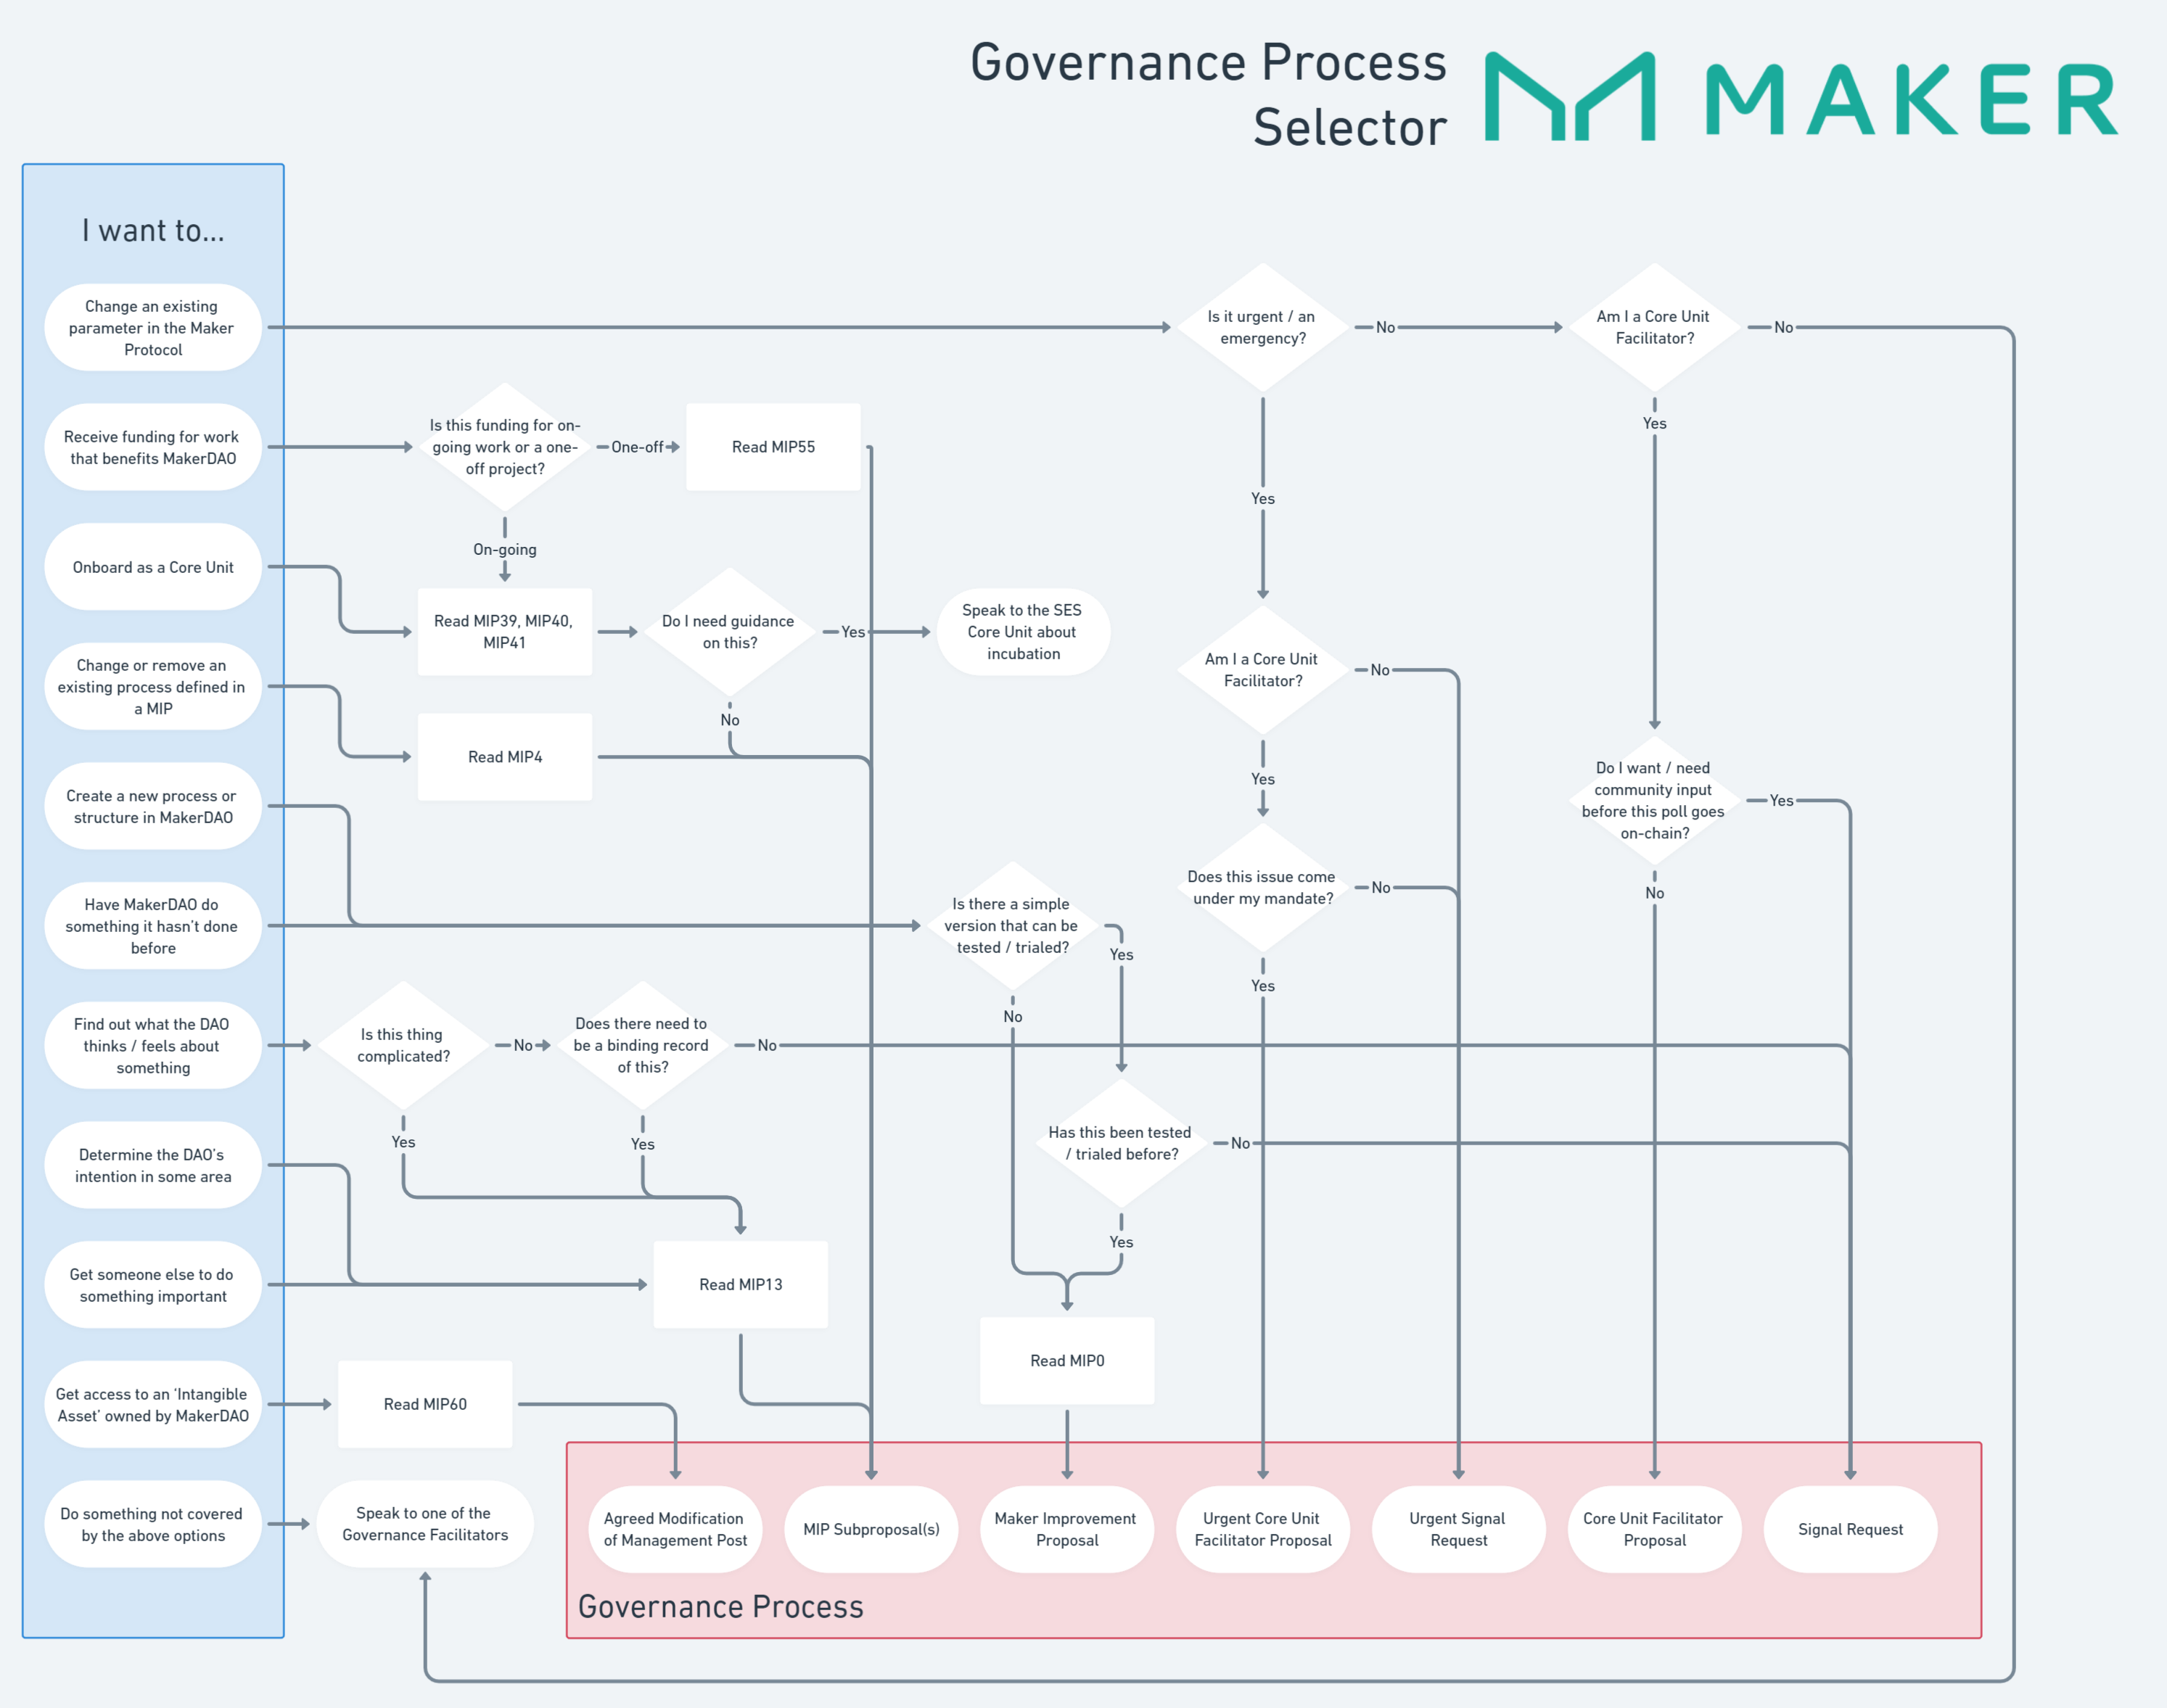 Governance Process
Selector
MAKER
I want to...
Change an existing
parameter in the Maker
Protocol
Is it urgent / an
emergency?
No
Am I a Core Unit
Facilitator?
No
Receive funding for work
that benefits MakerDAO
Is this funding for on-
going work or a one-
off project?
One-off
Read MIP55
Yes
Yes
On-going
Onboard as a Core Unit
Read MIP39, MIP40,
MIP41
Do I need guidance
on this?
Yes
Speak to the SES
Core Unit about
incubation
No
Am I a Core Unit
Facilitator?
No
Change or remove an
existing process defined in
a MIP
Read MIP4
Yes
Do I want / need
community input
before this poll goes
on-chain?
Yes
No
Create a new process or
structure in MakerDAO
Does this issue come
under my mandate?
No
Yes
Have MakerDAO do
something it hasn't done
before
Is there a simple
version that can be
tested / trialed?
Yes
No
Find out what the DAO
thinks / feels about
something
Is this thing
complicated?
No
Does there need to
be a binding record
of this?
No
Yes
Yes
Has this been tested
/ trialed before?
No
Yes
Determine the DAO's
intention in some area
Get someone else to do
something important
Read MIP13
Read MIP0
Get access to an 'Intangible
Asset' owned by MakerDAO
Read MIP60
Do something not covered
by the above options
Speak to one of the
Governance Facilitators
Agreed Modification
of Management Post
MIP Subproposal(s)
Maker Improvement
Proposal
Urgent Core Unit
Facilitator Proposal
Urgent Signal
Request
Core Unit Facilitator
Proposal
Signal Request
Governance Process